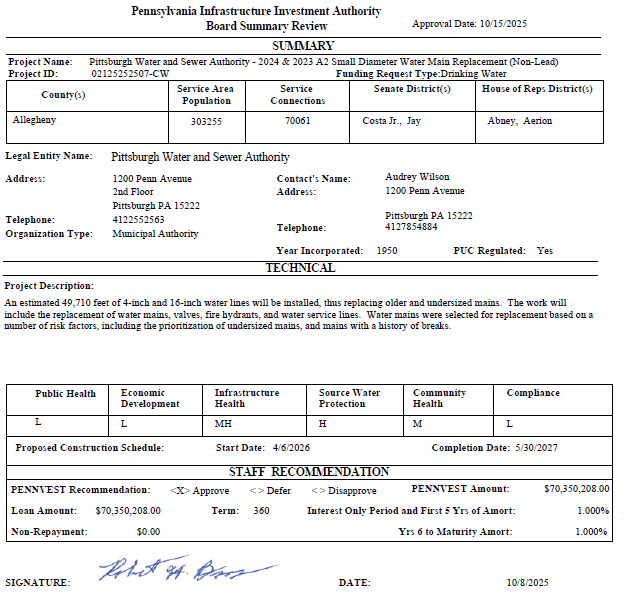 Pennsylvania Infrastructure Investment Authority
Board Summary Review
Approval Date: 10/15/2025
SUMMARY
Project Name: Pittsburgh Water and Sewer Authority - 2024 & 2023 A2 Small Diameter Water Main Replacement (Non-Lead)
Project ID: 02125252507-CW Funding Request Type:Drinking Water
County(s) Service Area Population Service Connections Senate District(s) House of Reps District(s)
Allegheny 303255 70061 Costa Jr., Jay Abney, Aerion
Legal Entity Name: Pittsburgh Water and Sewer Authority
Address: 1200 Penn Avenue Contact's Name: Audrey Wilson
2nd Floor Address: 1200 Penn Avenue
Pittsburgh PA 15222 Pittsburgh PA 15222
Telephone: 4122552563 Telephone: 4127854884
Organization Type: Municipal Authority
Year Incorporated: 1950 PUC Regulated: Yes
TECHNICAL
Project Description:
An estimated 49,710 feet of 4-inch and 16-inch water lines will be installed, thus replacing older and undersized mains. The work will
include the replacement of water mains, valves, fire hydrants, and water service lines. Water mains were selected for replacement based on a
number of risk factors, including the prioritization of undersized mains, and mains with a history of breaks.
Public Health Economic Development Infrastructure Health Source Water Protection Community Health Compliance
L L MH H M L
Proposed Construction Schedule: Start Date: 4/6/2026 Completion Date: 5/30/2027
STAFF RECOMMENDATION
PENNVEST Recommendation: <X> Approve < > Defer < > Disapprove PENNVEST Amount: $70,350,208.00
Loan Amount: $70,350,208.00 Term: 360 Interest Only Period and First 5 Yrs of Amort: 1.000%
Non-Repayment: $0.00 Yrs 6 to Maturity Amort: 1.000%
SIGNATURE: DATE: 10/8/2025